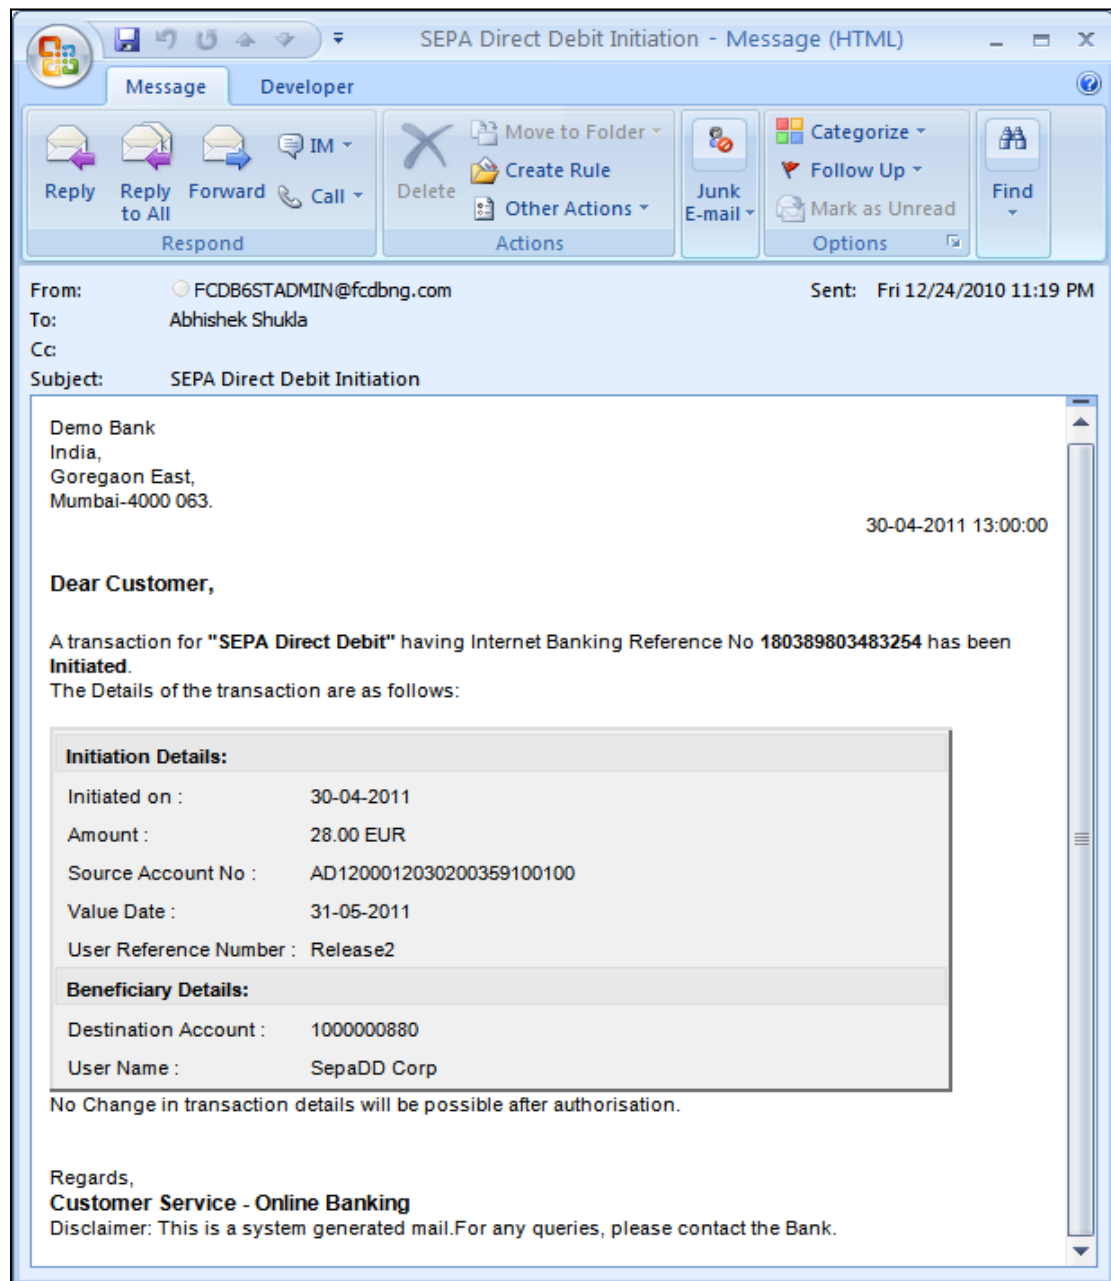 SEPA Direct Debit Initiation - Message (HTML)
Message Developer
Reply
Reply to All
Forward
IM
Call
Respond
Delete
Move to Folder
Create Rule
Other Actions
Actions
Junk E-mail
Categorize
Follow Up
Mark as Unread
Options
Find
From: FCDB6STADMIN@fcdbng.com Sent: Fri 12/24/2010 11:19 PM
To: Abhishek Shukla
Cc:
Subject: SEPA Direct Debit Initiation
Demo Bank
India,
Goregaon East,
Mumbai-4000 063.
30-04-2011 13:00:00
Dear Customer,
A transaction for "SEPA Direct Debit" having Internet Banking Reference No 180389803483254 has been
Initiated.
The Details of the transaction are as follows:
Initiation Details:
Initiated on : 30-04-2011
Amount : 28.00 EUR
Source Account No : AD1200012030200359100100
Value Date : 31-05-2011
User Reference Number : Release2
Beneficiary Details:
Destination Account : 1000000880
User Name : SepaDD Corp
No Change in transaction details will be possible after authorisation.
Regards,
Customer Service - Online Banking
Disclaimer: This is a system generated mail.For any queries, please contact the Bank.